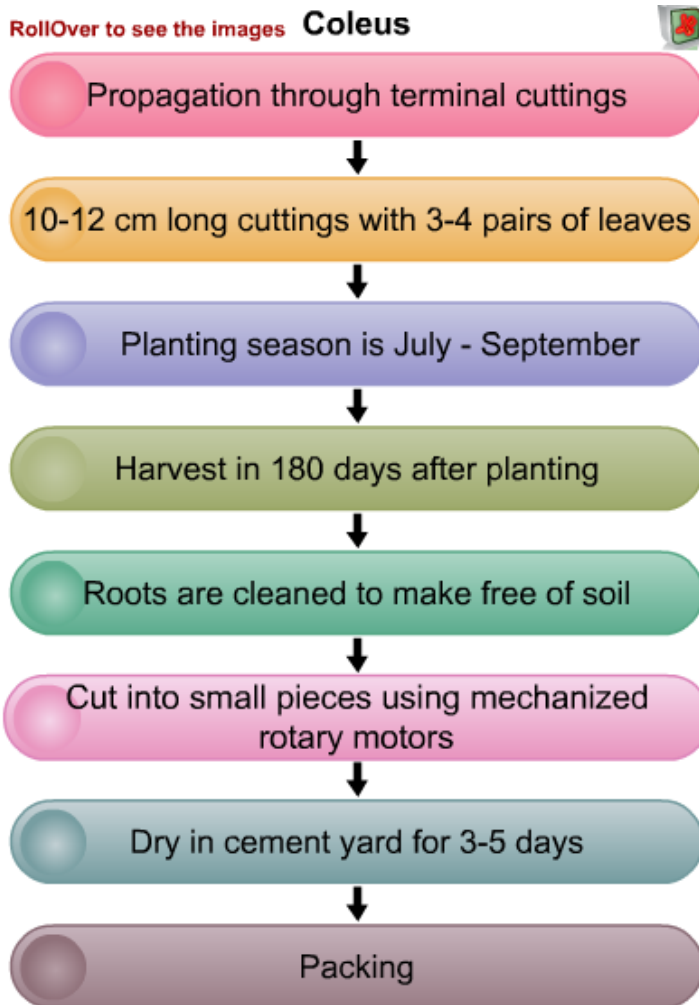 RollOver to see the images Coleus
Propagation through terminal cuttings
10-12 cm long cuttings with 3-4 pairs of leaves
Planting season is July - September
Harvest in 180 days after planting
Roots are cleaned to make free of soil
Cut into small pieces using mechanized
rotary motors
Dry in cement yard for 3-5 days
Packing